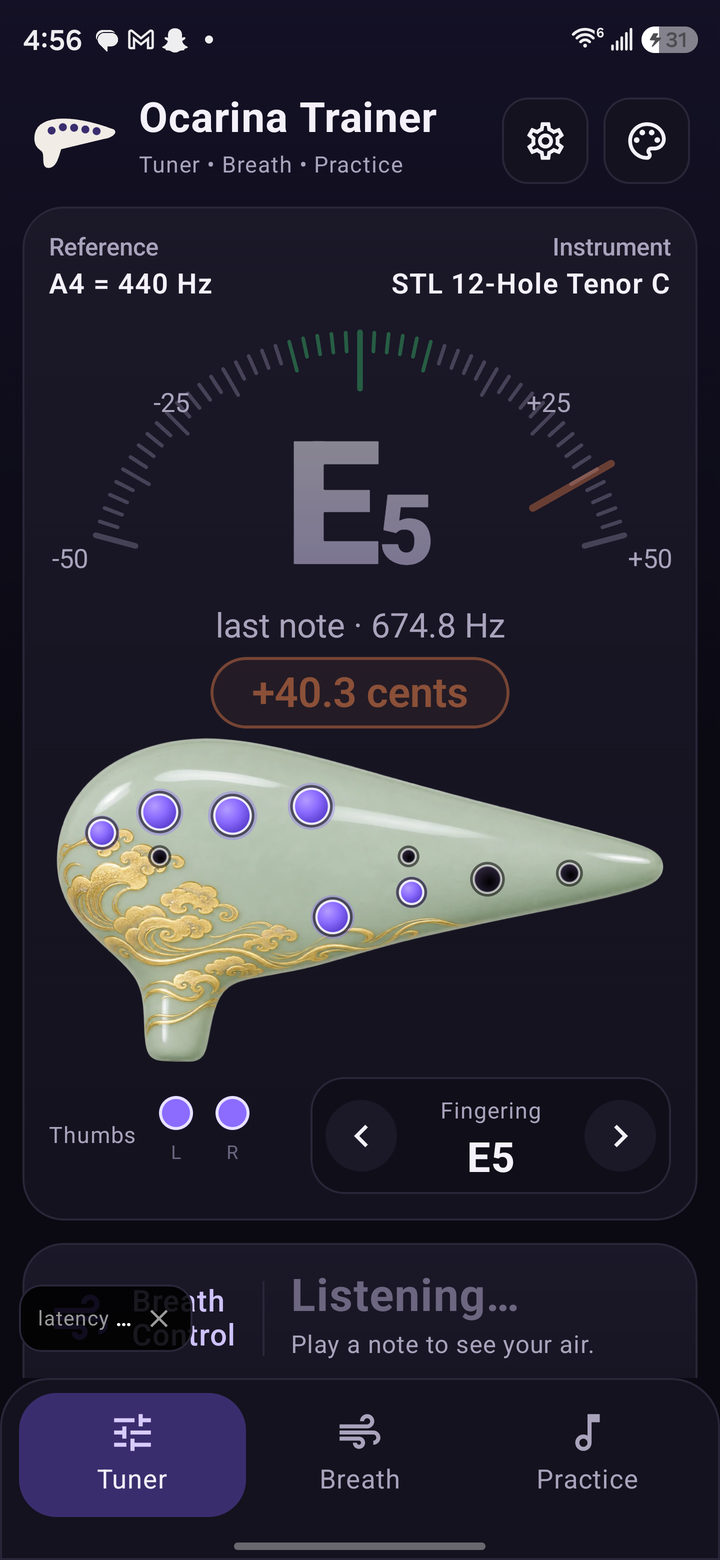 4:56
6
31
Ocarina Trainer
Tuner • Breath • Practice
Reference
Instrument
A4 = 440 Hz
STL 12-Hole Tenor C
-25
+25
E5
-50
+50
last note · 674.8 Hz
+40.3 cents
Thumbs
L
R
Fingering
E5
Breath
Control
Listening...
Play a note to see your air.
latency ...
Tuner
Breath
Practice